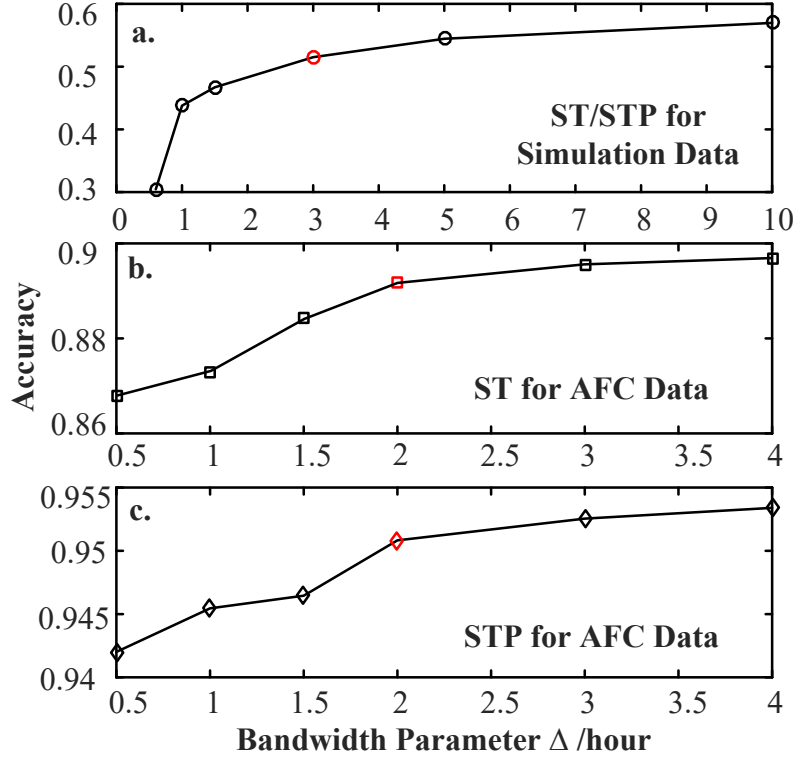 a.
0.6
0.5
0.4
0.3
ST/STP for
Simulation Data
0 1 2 3 4 5 6 7 8 9 10
b.
0.9
0.88
0.86
ST for AFC Data
0.5 1 1.5 2 2.5 3 3.5 4
Accuracy
c.
0.955
0.95
0.945
0.94
STP for AFC Data
0.5 1 1.5 2 2.5 3 3.5 4
Bandwidth Parameter Δ /hour